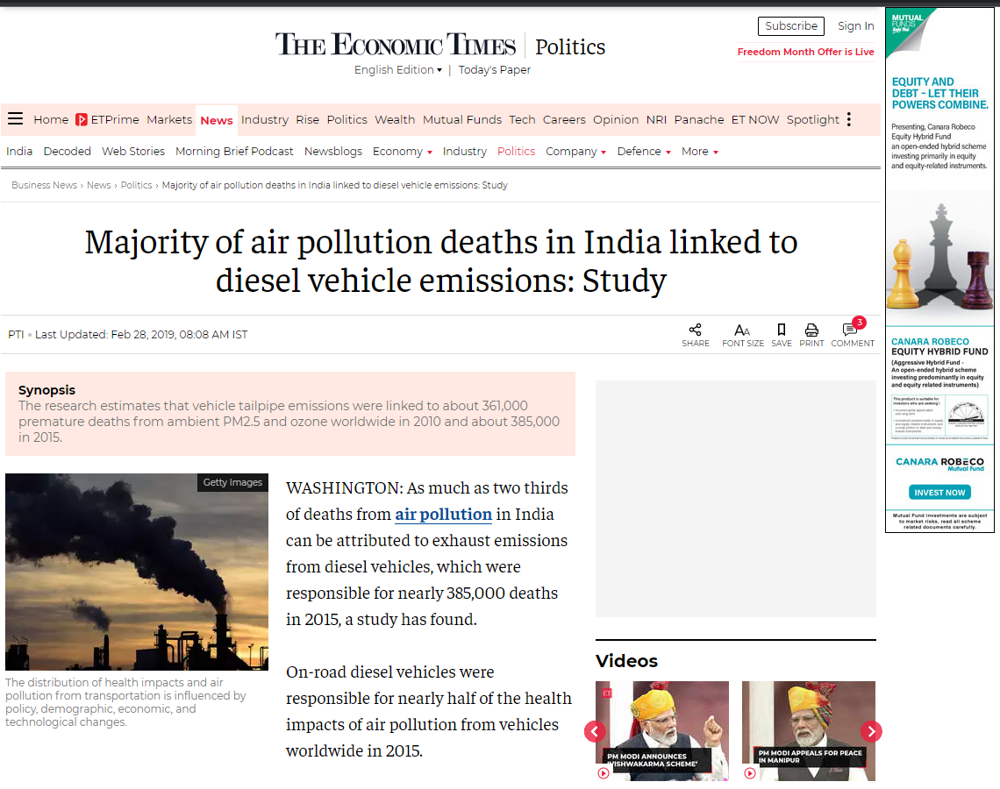 Subscribe Sign In
THE ECONOMIC TIMES Politics
Freedom Month Offer is Live
English Edition | Today's Paper
Home ETPrime Markets News Industry Rise Politics Wealth Mutual Funds Tech Careers Opinion NRI Panache ET NOW Spotlight
India Decoded Web Stories Morning Brief Podcast Newsblogs Economy Industry Politics Company Defence More
Business News › News › Politics › Majority of air pollution deaths in India linked to diesel vehicle emissions: Study
Majority of air pollution deaths in India linked to
diesel vehicle emissions: Study
PTI • Last Updated: Feb 28, 2019, 08:08 AM IST
3
SHARE FONT SIZE SAVE PRINT COMMENT
Synopsis
The research estimates that vehicle tailpipe emissions were linked to about 361,000
premature deaths from ambient PM2.5 and ozone worldwide in 2010 and about 385,000
in 2015.
Getty Images
The distribution of health impacts and air
pollution from transportation is influenced by
policy, demographic, economic, and
technological changes.
WASHINGTON: As much as two thirds
of deaths from air pollution in India
can be attributed to exhaust emissions
from diesel vehicles, which were
responsible for nearly 385,000 deaths
in 2015, a study has found.
On-road diesel vehicles were
responsible for nearly half of the health
impacts of air pollution from vehicles
worldwide in 2015.
Videos
ET
PM MODI ANNOUNCES
'VISHWAKARMA SCHEME'
PM MODI APPEALS FOR PEACE
IN MANIPUR
MUTUAL
FUNDS
Sahi Hai
EQUITY AND
DEBT – LET THEIR
POWERS COMBINE.
Presenting, Canara Robeco
Equity Hybrid Fund
an open-ended hybrid scheme
investing primarily in equity
and equity-related instruments.
CANARA ROBECO
EQUITY HYBRID FUND
(Aggressive Hybrid Fund -
An open-ended hybrid scheme
investing predominantly in equity
and equity related instruments)
This product is suitable for
investors who are seeking*:
CANARA ROBECO
Mutual Fund
INVEST NOW
Mutual Fund investments are subject
to market risks, read all scheme
related documents carefully.